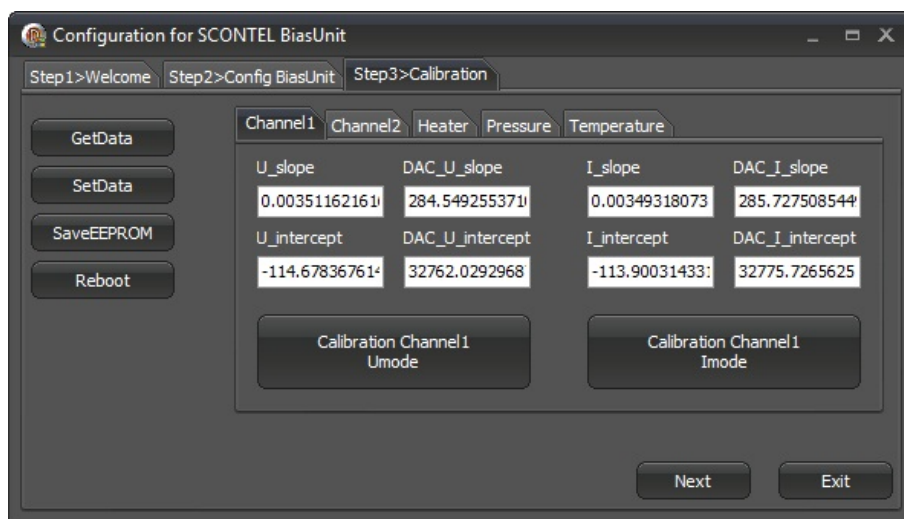 Configuration for SCONTEL BiasUnit
Step1>Welcome Step2>Config BiasUnit Step3>Calibration
GetData
SetData
SaveEEPROM
Reboot
Channel1 Channel2 Heater Pressure Temperature
U_slope DAC_U_slope I_slope DAC_I_slope
0.00351162161 284.54925537 0.00349318073 285.727508544
U_intercept DAC_U_intercept I_intercept DAC_I_intercept
-114.67836761 32762.0292968 -113.90031433 32775.7265625
Calibration Channel1
Umode
Calibration Channel1
Imode
Next Exit